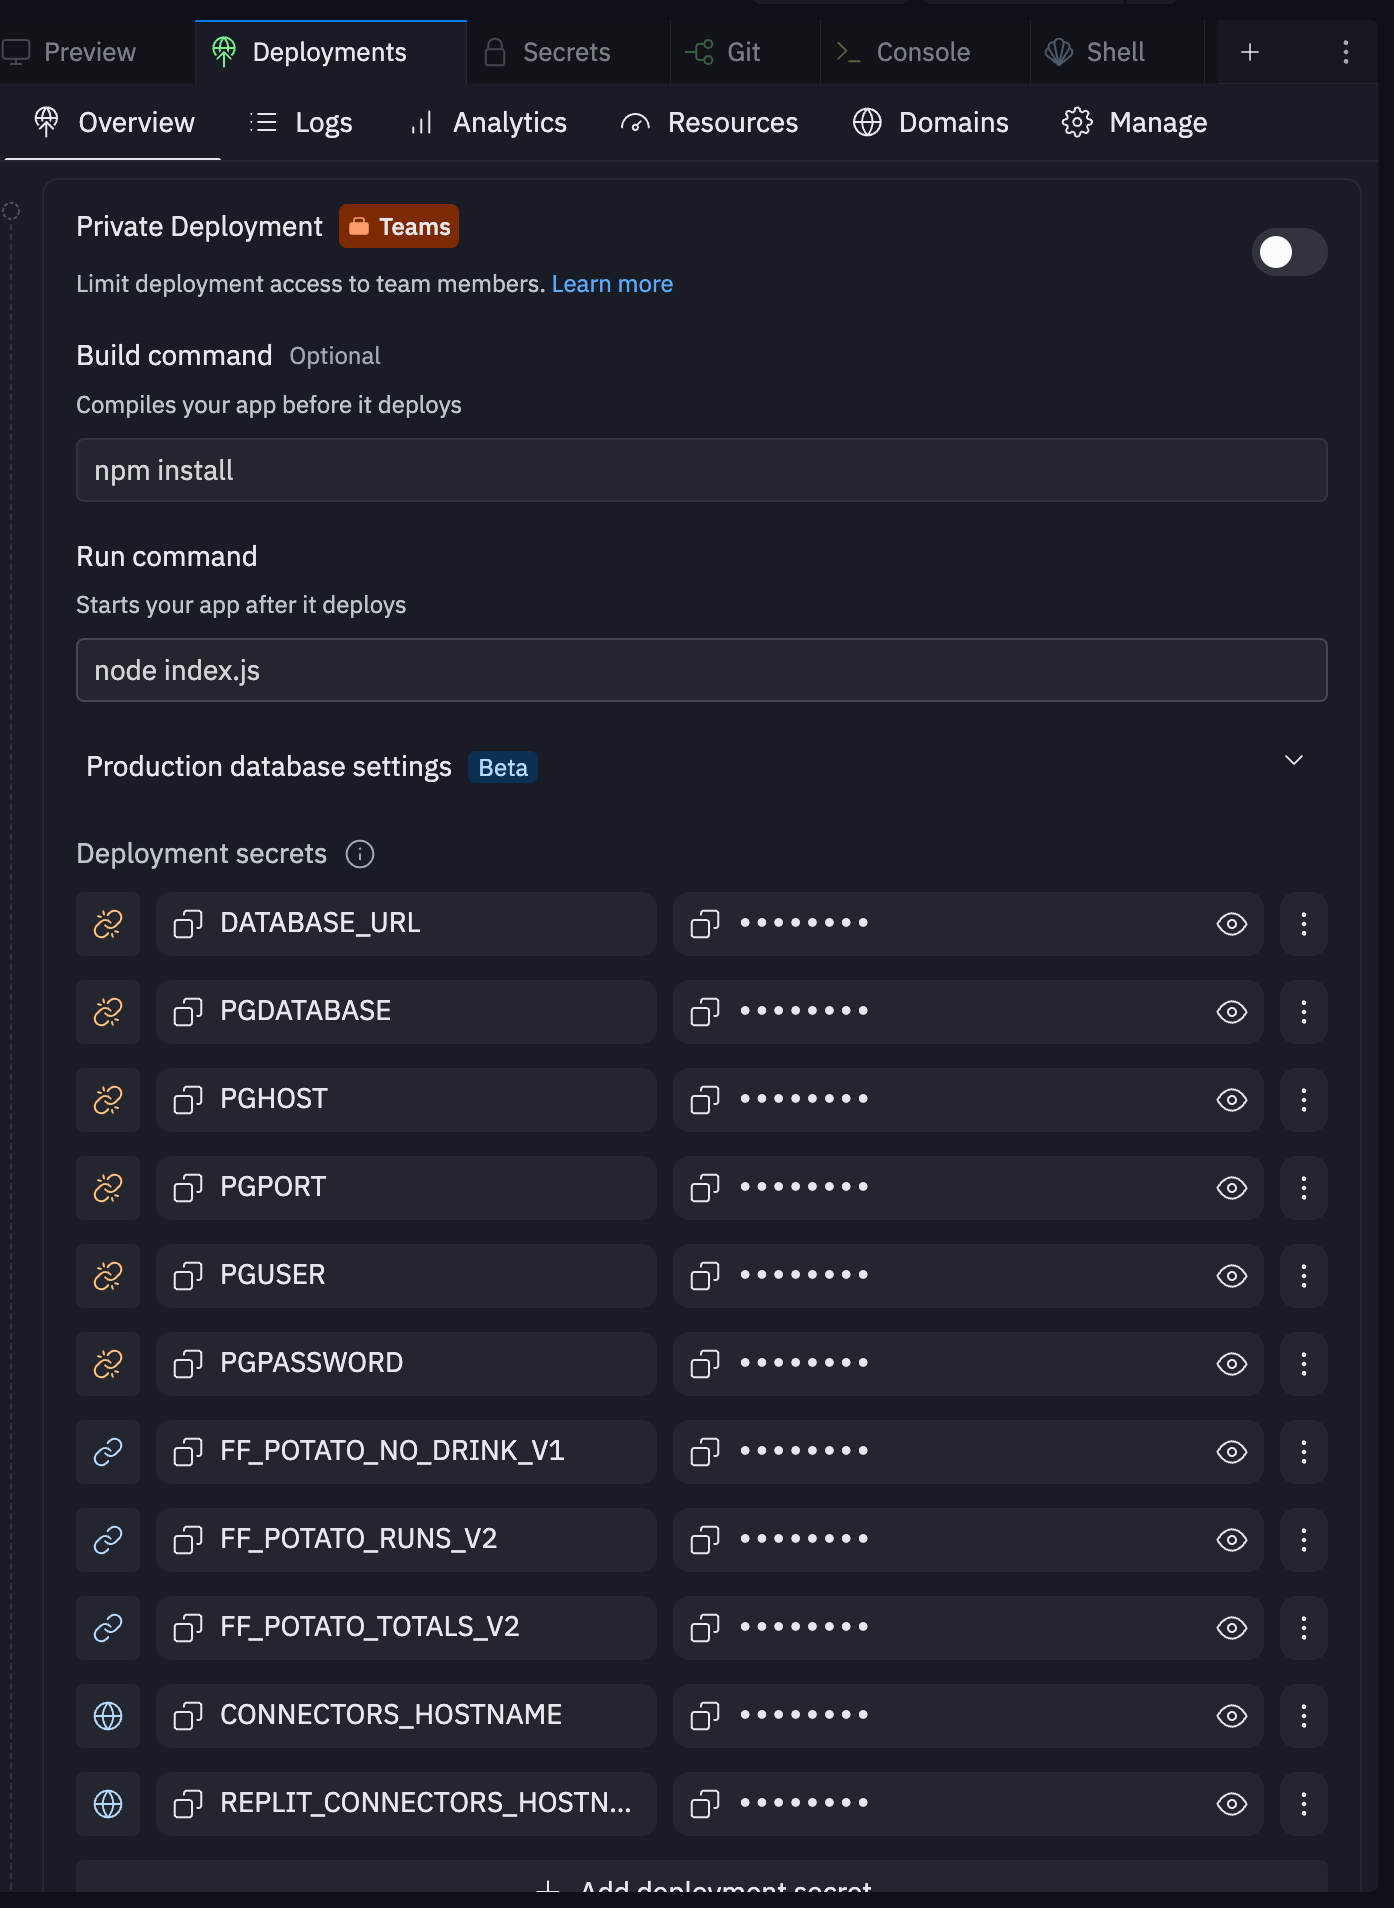 Preview Deployments Secrets Git Console Shell
Overview Logs Analytics Resources Domains Manage
Private Deployment Teams
Limit deployment access to team members. Learn more
Build command Optional
Compiles your app before it deploys
npm install
Run command
Starts your app after it deploys
node index.js
Production database settings Beta
Deployment secrets
DATABASE_URL ••••••••
PGDATABASE ••••••••
PGHOST ••••••••
PGPORT ••••••••
PGUSER ••••••••
PGPASSWORD ••••••••
FF_POTATO_NO_DRINK_V1 ••••••••
FF_POTATO_RUNS_V2 ••••••••
FF_POTATO_TOTALS_V2 ••••••••
CONNECTORS_HOSTNAME ••••••••
REPLIT_CONNECTORS_HOSTN... ••••••••
Add deployment secret